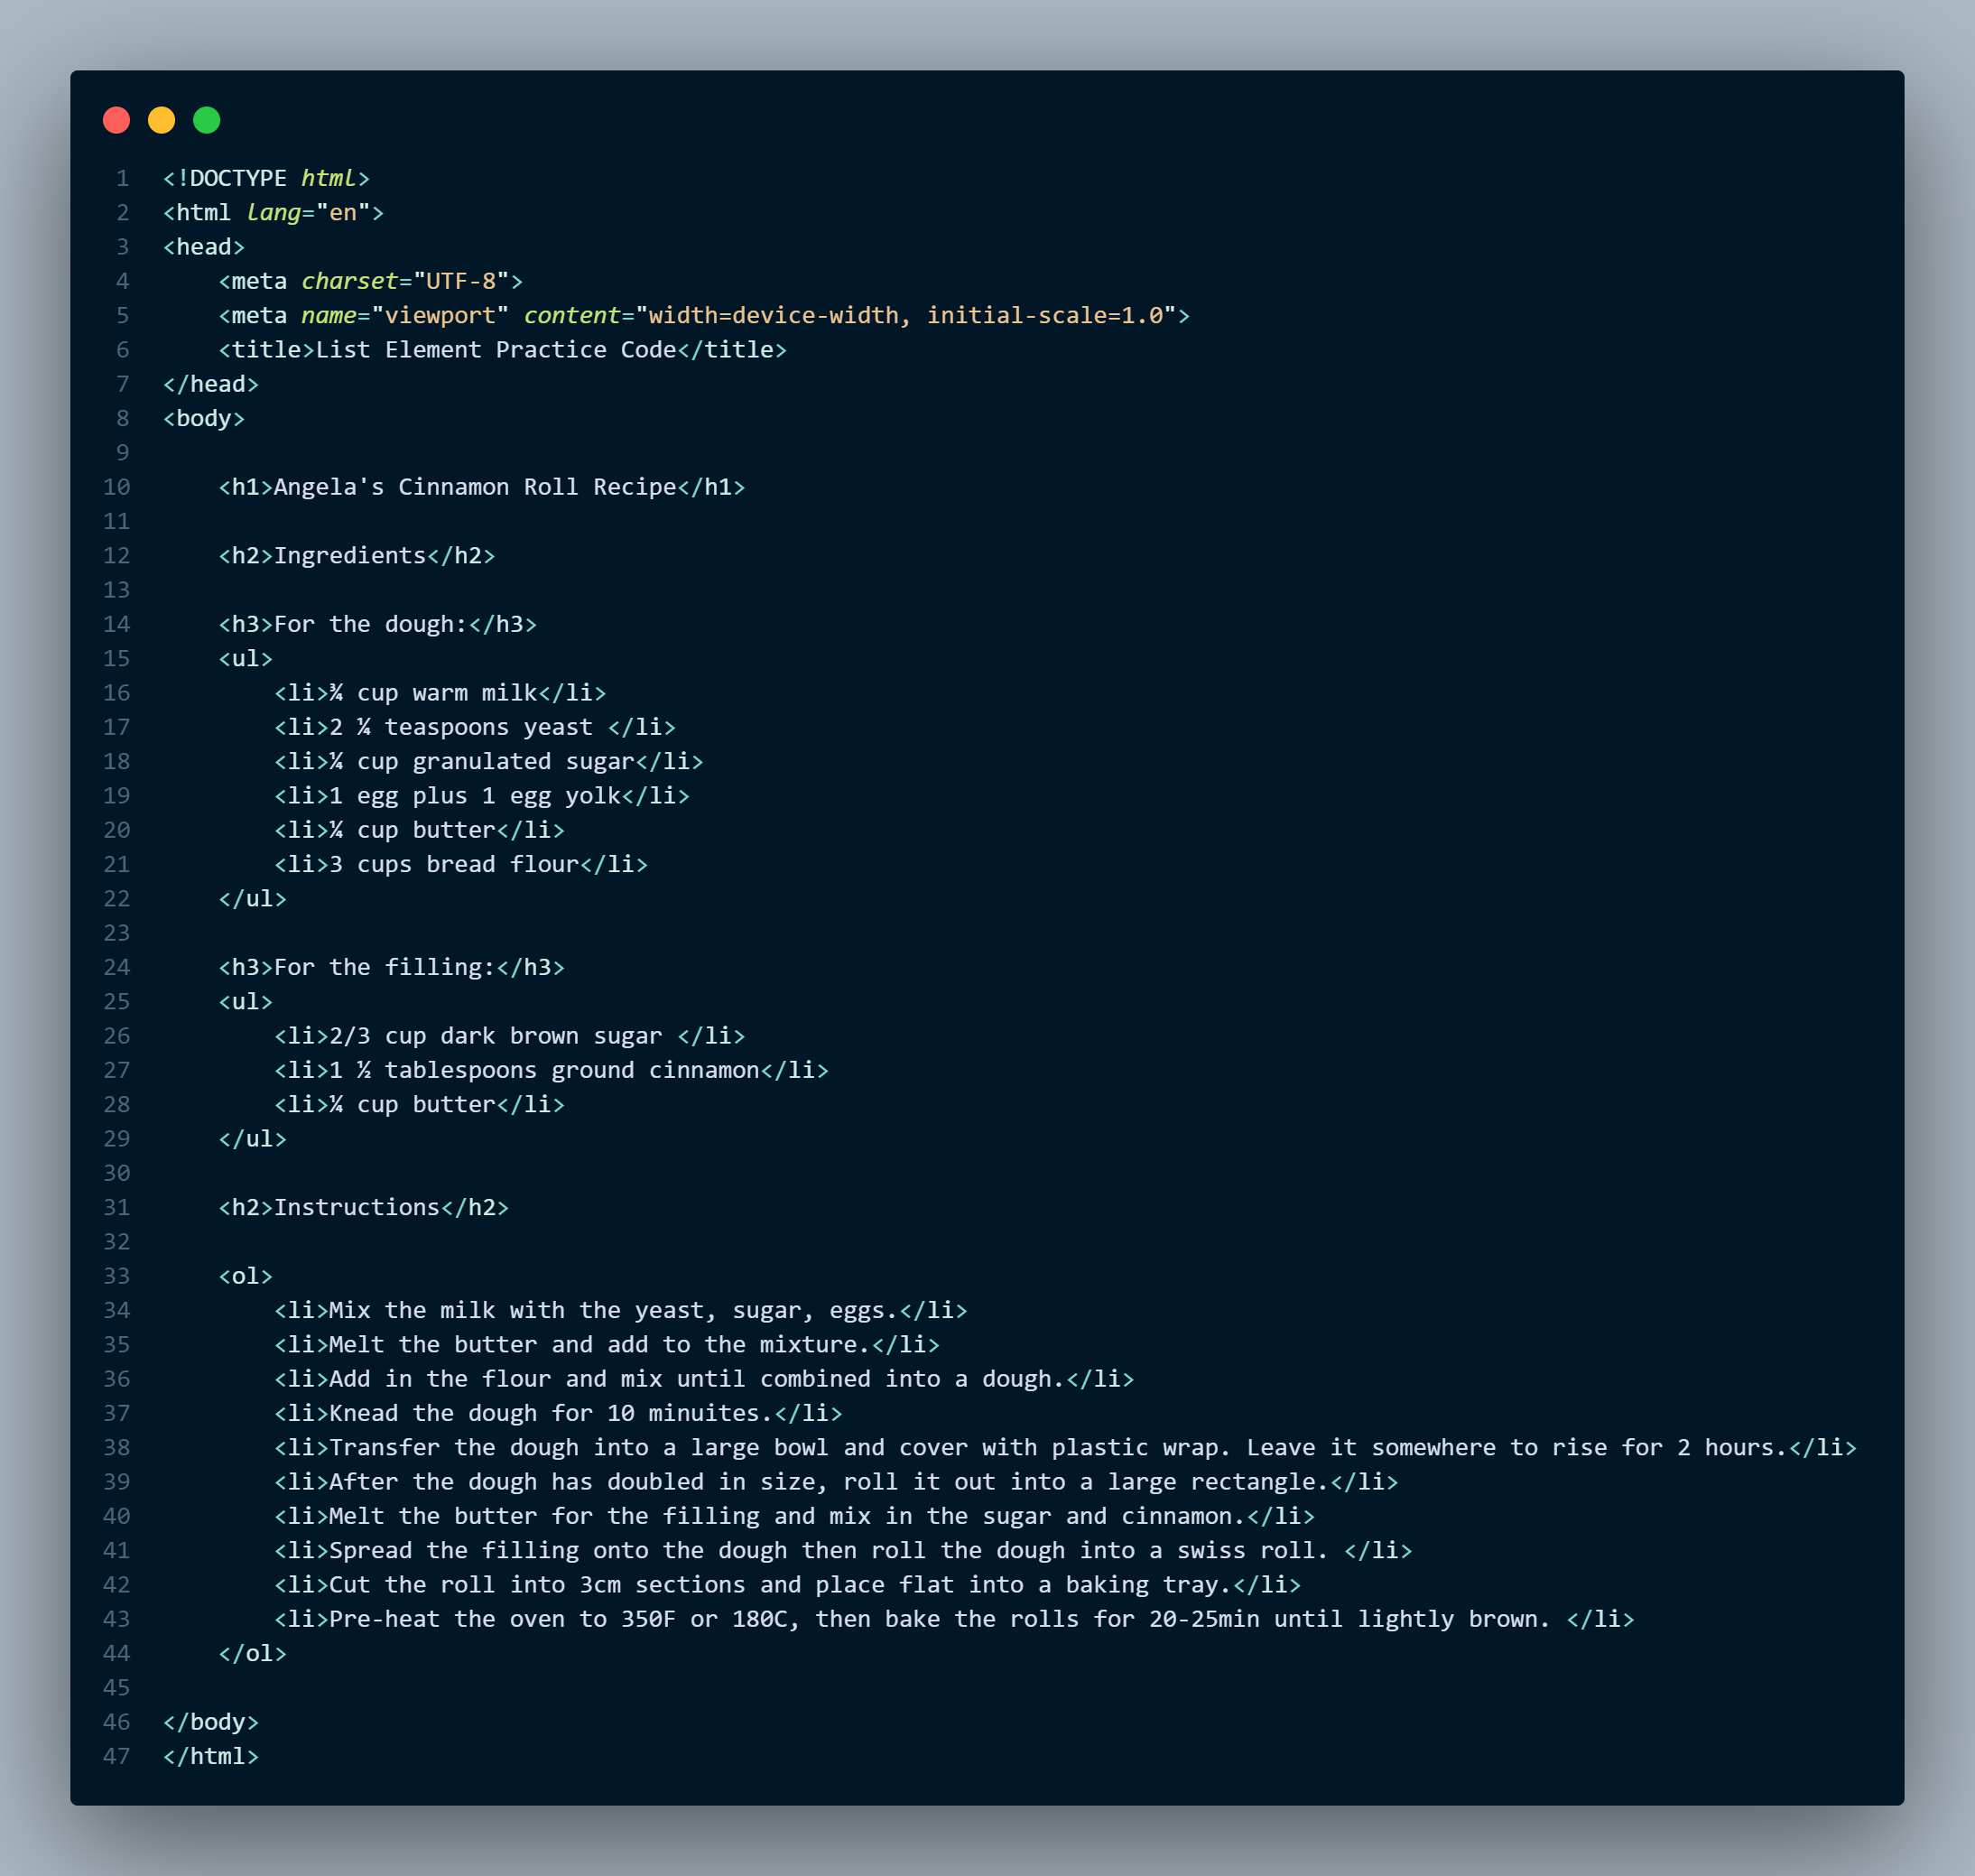 1 <!DOCTYPE html>
2 <html lang="en">
3 <head>
4     <meta charset="UTF-8">
5     <meta name="viewport" content="width=device-width, initial-scale=1.0">
6     <title>List Element Practice Code</title>
7 </head>
8 <body>
9
10     <h1>Angela's Cinnamon Roll Recipe</h1>
11
12     <h2>Ingredients</h2>
13
14     <h3>For the dough:</h3>
15     <ul>
16         <li>¾ cup warm milk</li>
17         <li>2 ¼ teaspoons yeast </li>
18         <li>¼ cup granulated sugar</li>
19         <li>1 egg plus 1 egg yolk</li>
20         <li>¼ cup butter</li>
21         <li>3 cups bread flour</li>
22     </ul>
23
24     <h3>For the filling:</h3>
25     <ul>
26         <li>2/3 cup dark brown sugar </li>
27         <li>1 ½ tablespoons ground cinnamon</li>
28         <li>¼ cup butter</li>
29     </ul>
30
31     <h2>Instructions</h2>
32
33     <ol>
34         <li>Mix the milk with the yeast, sugar, eggs.</li>
35         <li>Melt the butter and add to the mixture.</li>
36         <li>Add in the flour and mix until combined into a dough.</li>
37         <li>Knead the dough for 10 minuites.</li>
38         <li>Transfer the dough into a large bowl and cover with plastic wrap. Leave it somewhere to rise for 2 hours.</li>
39         <li>After the dough has doubled in size, roll it out into a large rectangle.</li>
40         <li>Melt the butter for the filling and mix in the sugar and cinnamon.</li>
41         <li>Spread the filling onto the dough then roll the dough into a swiss roll. </li>
42         <li>Cut the roll into 3cm sections and place flat into a baking tray.</li>
43         <li>Pre-heat the oven to 350F or 180C, then bake the rolls for 20-25min until lightly brown. </li>
44     </ol>
45
46 </body>
47 </html>